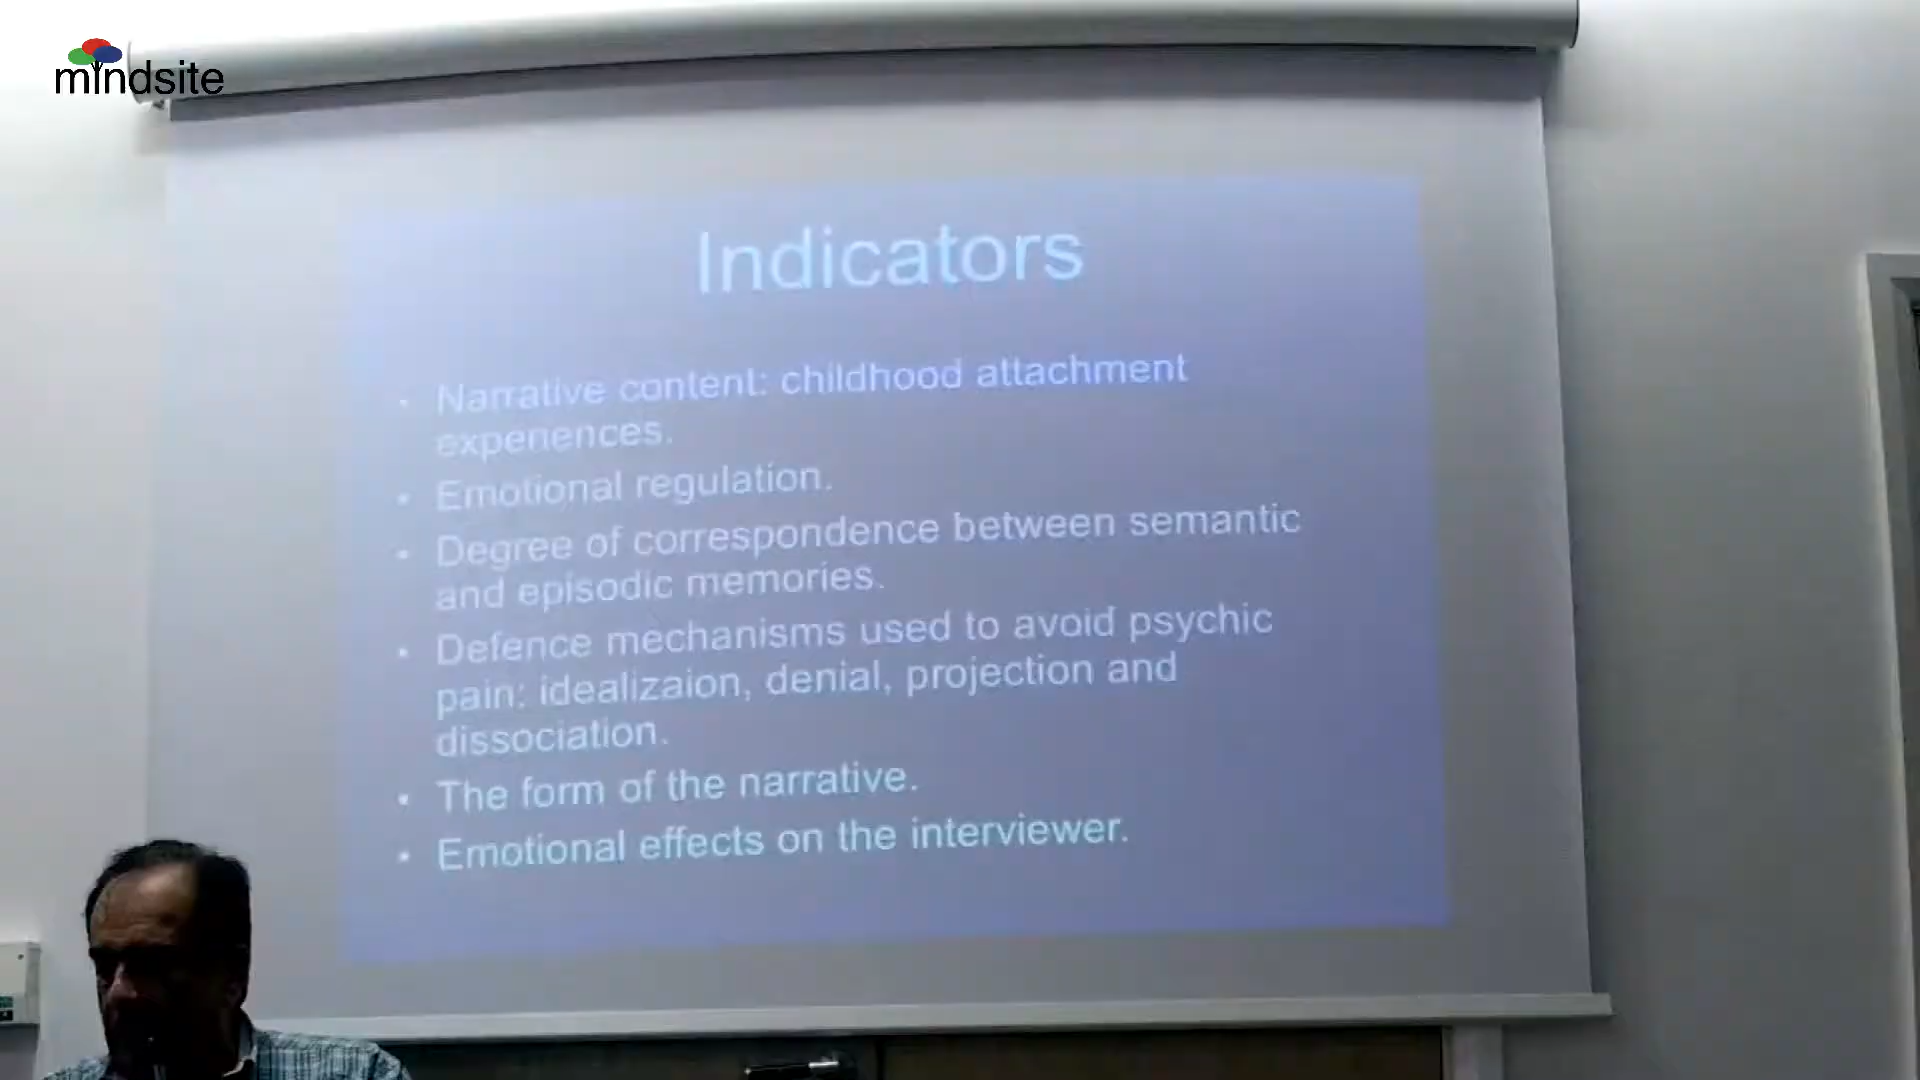 mindsite
Indicators
• Narrative content: childhood attachment
experiences.
• Emotional regulation.
• Degree of correspondence between semantic
and episodic memories.
• Defence mechanisms used to avoid psychic
pain: idealizaion, denial, projection and
dissociation.
• The form of the narrative.
• Emotional effects on the interviewer.